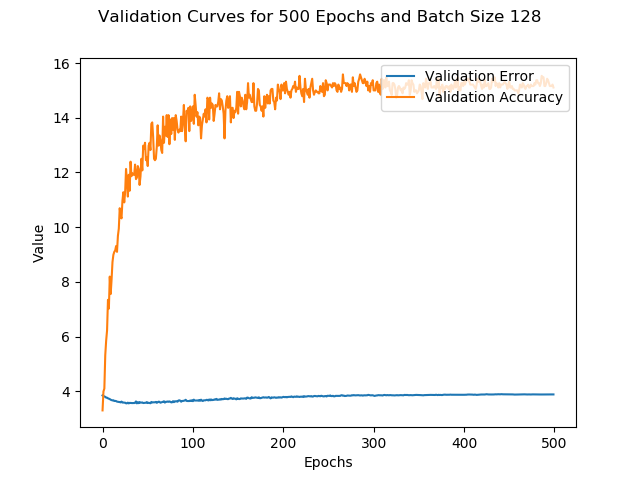 Validation Curves for 500 Epochs and Batch Size 128
16
14
12
10
8
6
4
Value
Validation Error
Validation Accuracy
0
100
200
300
400
500
Epochs